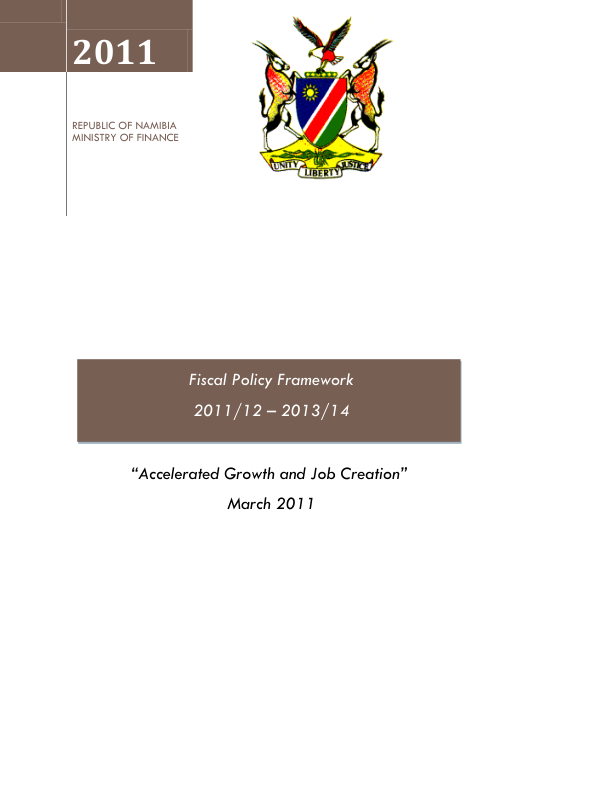 2011
REPUBLIC OF NAMIBIA
MINISTRY OF FINANCE
UNITY LIBERTY JUSTICE
Fiscal Policy Framework
2011/12 – 2013/14
“Accelerated Growth and Job Creation”
March 2011